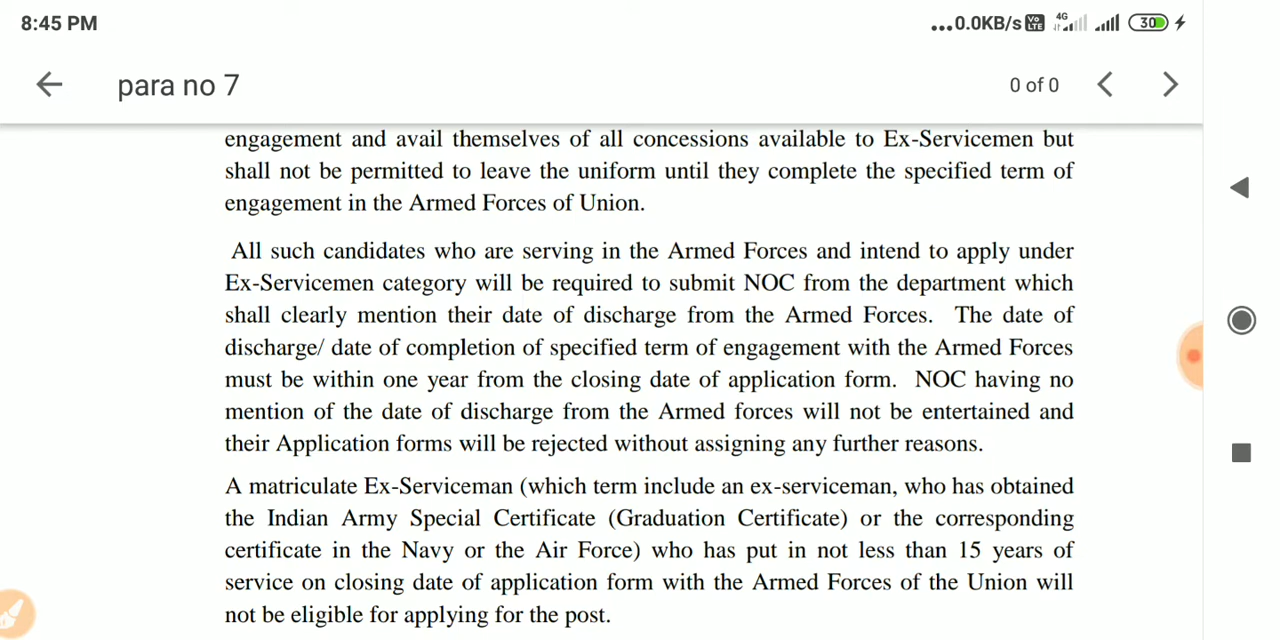 8:45 PM
...0.0KB/s Vo LTE 4G 30
para no 7
0 of 0
engagement and avail themselves of all concessions available to Ex-Servicemen but
shall not be permitted to leave the uniform until they complete the specified term of
engagement in the Armed Forces of Union.
All such candidates who are serving in the Armed Forces and intend to apply under
Ex-Servicemen category will be required to submit NOC from the department which
shall clearly mention their date of discharge from the Armed Forces. The date of
discharge/ date of completion of specified term of engagement with the Armed Forces
must be within one year from the closing date of application form. NOC having no
mention of the date of discharge from the Armed forces will not be entertained and
their Application forms will be rejected without assigning any further reasons.
A matriculate Ex-Serviceman (which term include an ex-serviceman, who has obtained
the Indian Army Special Certificate (Graduation Certificate) or the corresponding
certificate in the Navy or the Air Force) who has put in not less than 15 years of
service on closing date of application form with the Armed Forces of the Union will
not be eligible for applying for the post.